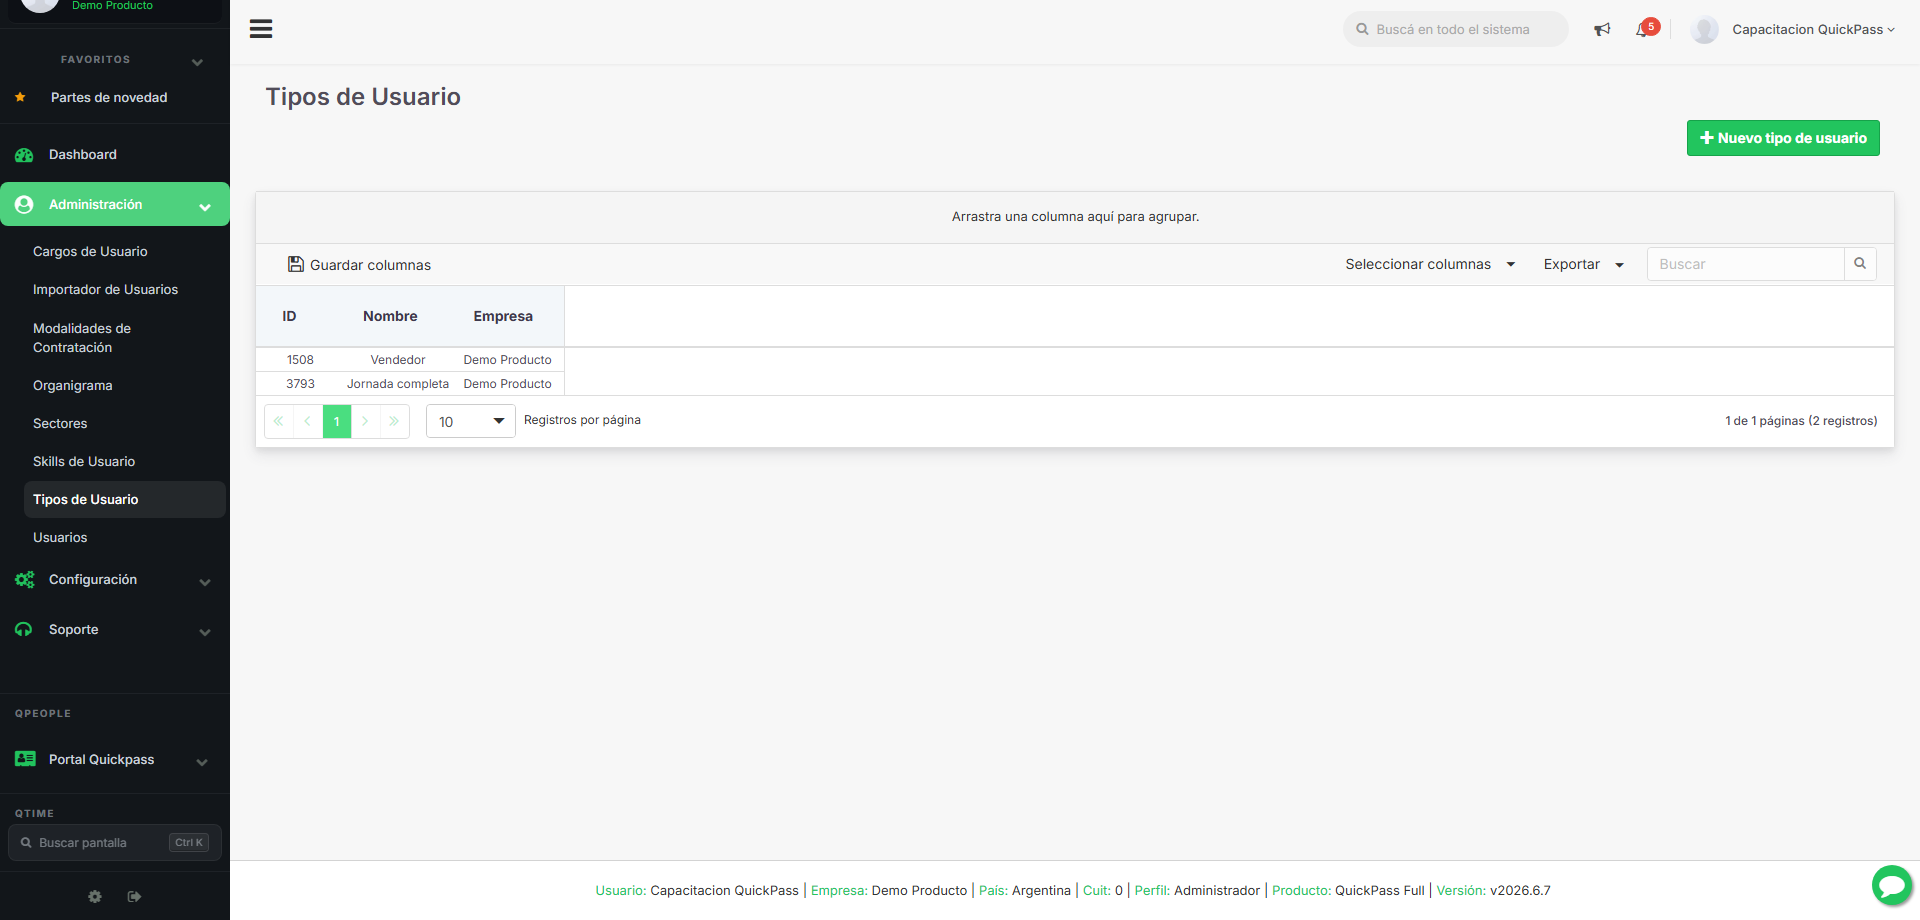 Demo Producto
FAVORITOS
Partes de novedad
Dashboard
Administración
Cargos de Usuario
Importador de Usuarios
Modalidades de
Contratación
Organigrama
Sectores
Skills de Usuario
Tipos de Usuario
Usuarios
Configuración
Soporte
QPEOPLE
Portal Quickpass
QTIME
Buscar pantalla Ctrl K
Buscá en todo el sistema 5 Capacitacion QuickPass
Tipos de Usuario
Nuevo tipo de usuario
Arrastra una columna aquí para agrupar.
Guardar columnas Seleccionar columnas Exportar Buscar
ID Nombre Empresa
1508 Vendedor Demo Producto
3793 Jornada completa Demo Producto
1 10 Registros por página 1 de 1 páginas (2 registros)
Usuario: Capacitacion QuickPass | Empresa: Demo Producto | País: Argentina | Cuit: 0 | Perfil: Administrador | Producto: QuickPass Full | Versión: v2026.6.7